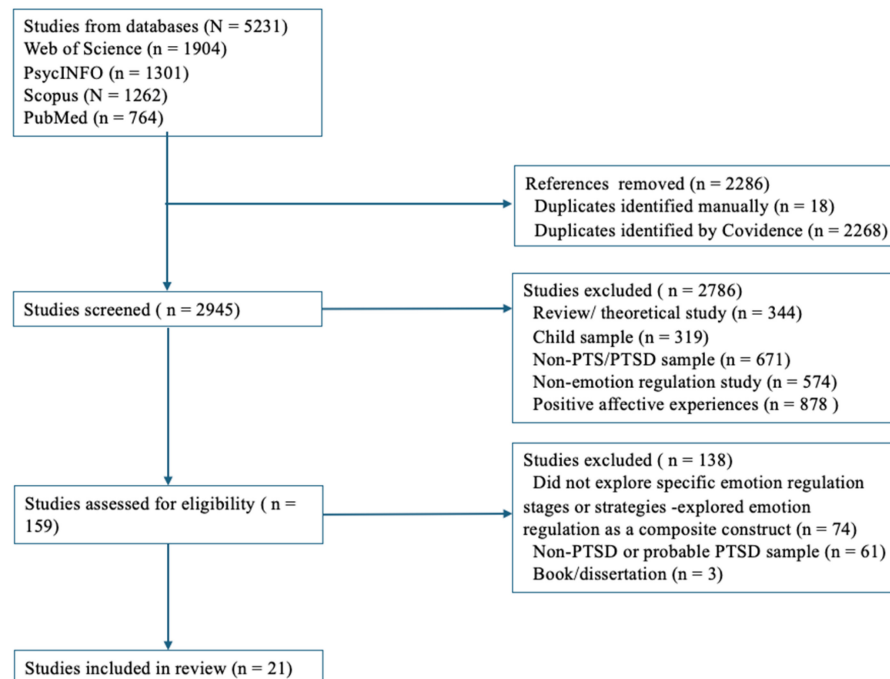 Studies from databases (N = 5231)
Web of Science (n = 1904)
PsycINFO (n = 1301)
Scopus (N = 1262)
PubMed (n = 764)
References  removed (n = 2286)
Duplicates identified manually (n = 18)
Duplicates identified by Covidence (n = 2268)
Studies screened ( n = 2945)
Studies excluded ( n = 2786)
Review/ theoretical study (n = 344)
Child sample (n = 319)
Non-PTS/PTSD sample (n = 671)
Non-emotion regulation study (n = 574)
Positive affective experiences (n = 878 )
Studies assessed for eligibility ( n =
159)
Studies excluded ( n = 138)
Did not explore specific emotion regulation
stages or strategies -explored emotion
regulation as a composite construct (n = 74)
Non-PTSD or probable PTSD sample (n = 61)
Book/dissertation (n = 3)
Studies included in review (n = 21)